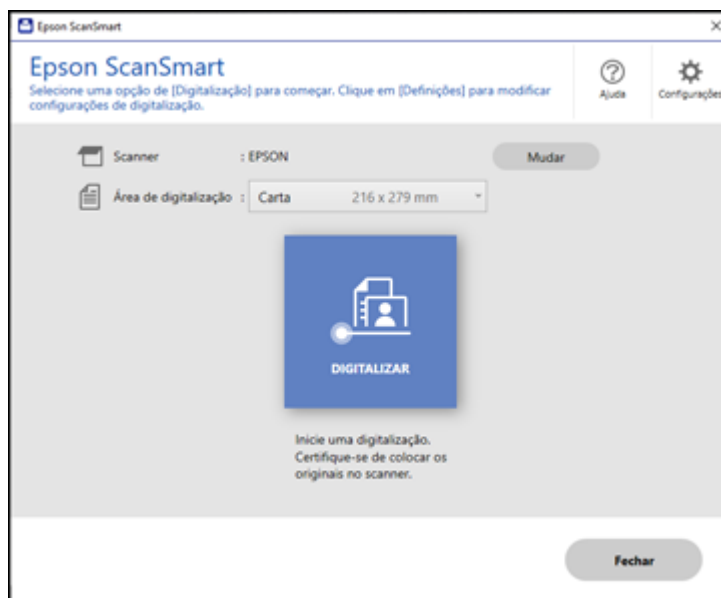 Epson ScanSmart
Epson ScanSmart
Selecione uma opção de [Digitalização] para começar. Clique em [Definições] para modificar
configurações de digitalização.
Ajuda
Configurações
Scanner : EPSON
Mudar
Área de digitalização : Carta 216 x 279 mm
DIGITALIZAR
Inicie uma digitalização.
Certifique-se de colocar os
originais no scanner.
Fechar